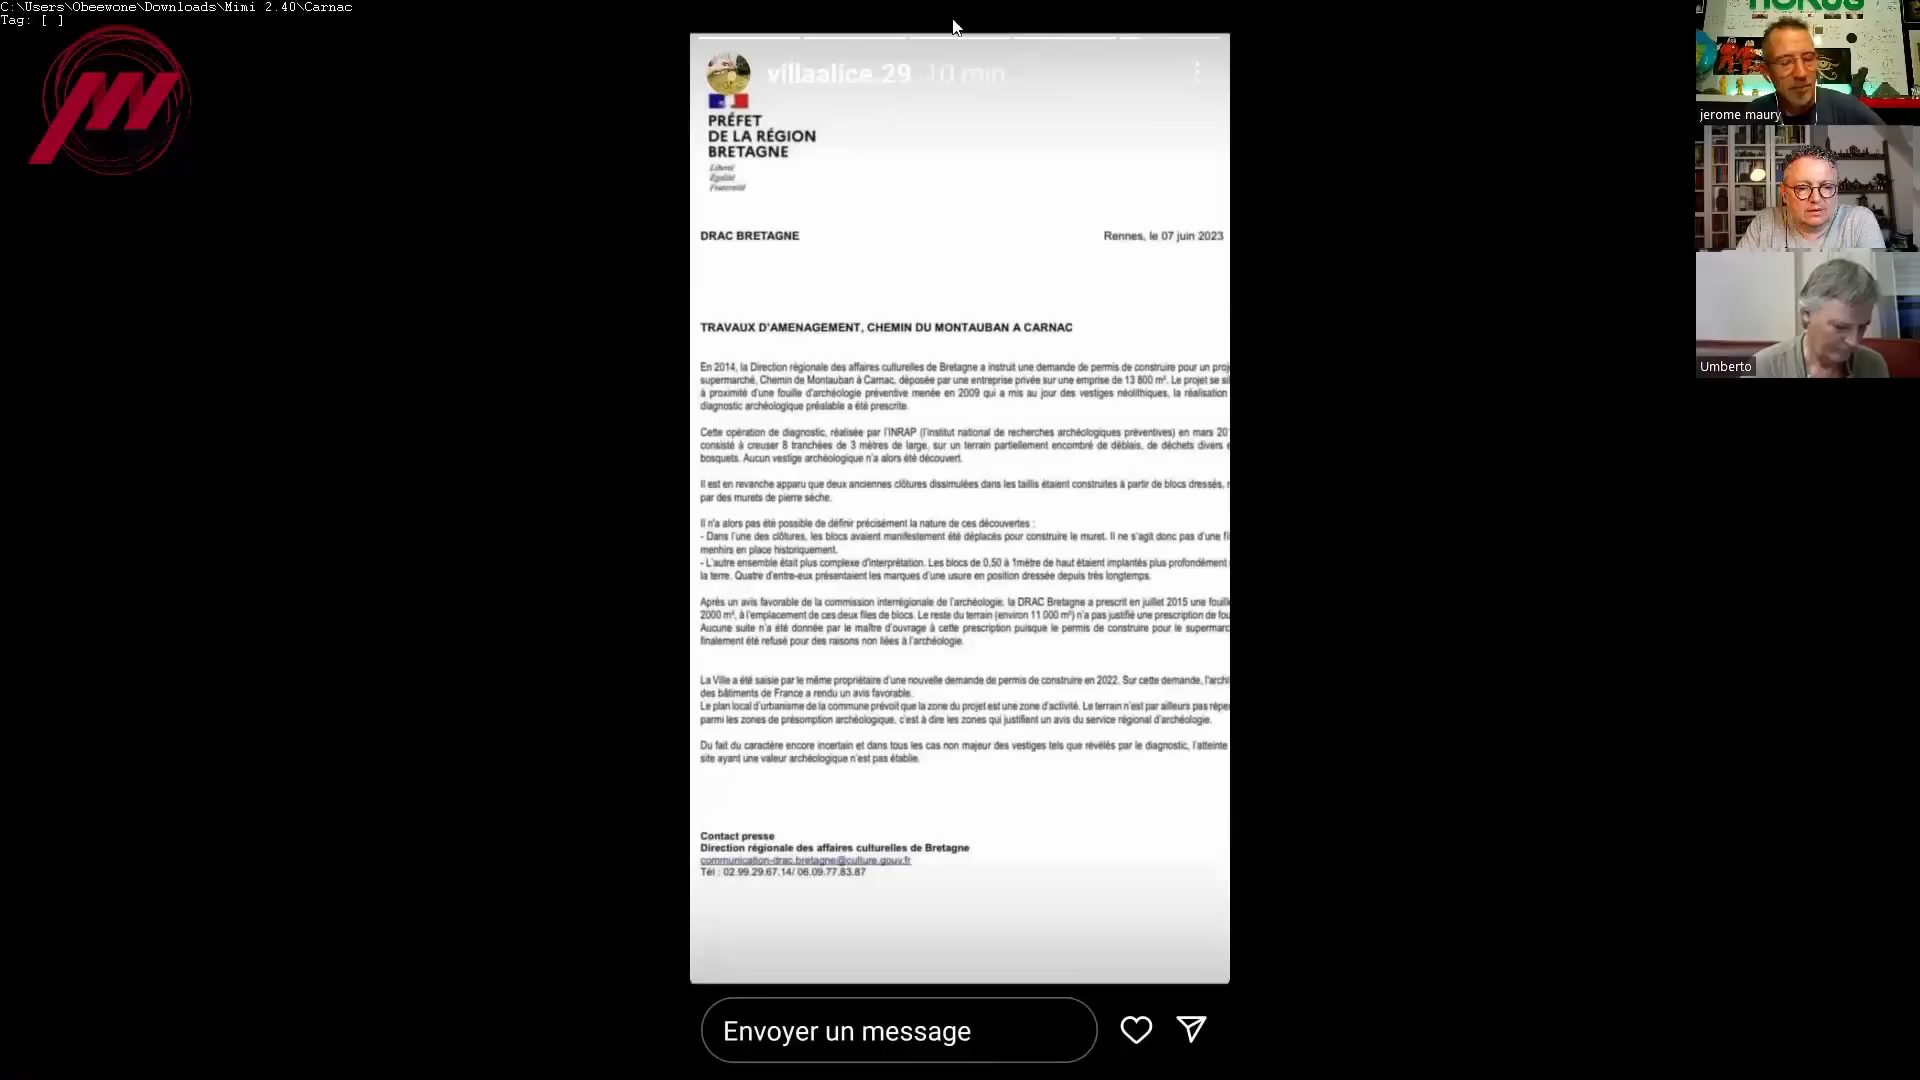 C:\Users\Obeewone\Downloads\Mimi 2.40\Carnac
Tag: [ ]
villaalice.29 10 min
PRÉFET
DE LA RÉGION
BRETAGNE
Liberté
Égalité
Fraternité
DRAC BRETAGNE
Rennes, le 07 juin 2023
TRAVAUX D'AMENAGEMENT, CHEMIN DU MONTAUBAN A CARNAC
En 2014, la Direction régionale des affaires culturelles de Bretagne a instruit une demande de permis de construire pour un proj
supermarché, Chemin de Montauban à Carnac, déposée par une entreprise privée sur une emprise de 13 800 m². Le projet se si
à proximité d'une fouille d'archéologie préventive menée en 2009 qui a mis au jour des vestiges néolithiques, la réalisation
diagnostic archéologique préalable a été prescrite.
Cette opération de diagnostic, réalisée par l'INRAP (l'institut national de recherches archéologiques préventives) en mars 20
consisté à creuser 8 tranchées de 3 mètres de large, sur un terrain partiellement encombré de déblais, de déchets divers e
bosquets. Aucun vestige archéologique n'a alors été découvert.
Il est en revanche apparu que deux anciennes clôtures dissimulées dans les taillis étaient construites à partir de blocs dressés, r
par des murets de pierre sèche.
Il n'a alors pas été possible de définir précisément la nature de ces découvertes :
- Dans l'une des clôtures, les blocs avaient manifestement été déplacés pour construire le muret. Il ne s'agit donc pas d'une fi
menhirs en place historiquement.
- L'autre ensemble était plus complexe d'interprétation. Les blocs de 0,50 à 1mètre de haut étaient implantés plus profondément
la terre. Quatre d'entre-eux présentaient les marques d'une usure en position dressée depuis très longtemps.
Après un avis favorable de la commission interrégionale de l'archéologie, la DRAC Bretagne a prescrit en juillet 2015 une fouill
2000 m², à l'emplacement de ces deux files de blocs. Le reste du terrain (environ 11 000 m²) n'a pas justifié une prescription de fou
Aucune suite n'a été donnée par le maître d'ouvrage à cette prescription puisque le permis de construire pour le supermarc
finalement été refusé pour des raisons non liées à l'archéologie.
La Ville a été saisie par le même propriétaire d'une nouvelle demande de permis de construire en 2022. Sur cette demande, l'archi
des bâtiments de France a rendu un avis favorable.
Le plan local d'urbanisme de la commune prévoit que la zone du projet est une zone d'activité. Le terrain n'est par ailleurs pas réper
parmi les zones de présomption archéologique, c'est à dire les zones qui justifient un avis du service régional d'archéologie.
Du fait du caractère encore incertain et dans tous les cas non majeur des vestiges tels que révélés par le diagnostic, l'atteinte
site ayant une valeur archéologique n'est pas établie.
Contact presse
Direction régionale des affaires culturelles de Bretagne
communication-drac.bretagne@culture.gouv.fr
Tél : 02.99.29.67.14/ 06.09.77.83.87
Envoyer un message
jerome maury
Umberto